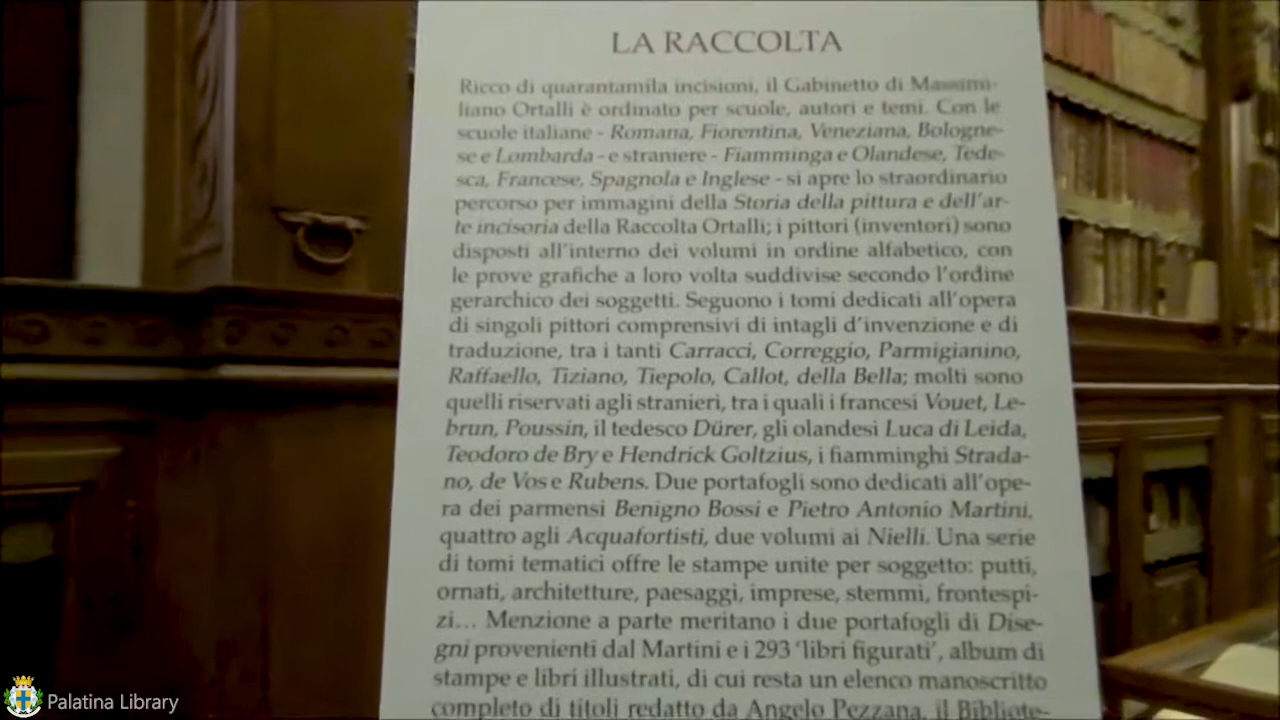 LA RACCOLTA
Ricco di quarantamila incisioni, il Gabinetto di Massimi-
liano Ortalli è ordinato per scuole, autori e temi. Con le
scuole italiane - Romana, Fiorentina, Veneziana, Bologne-
se e Lombarda - e straniere - Fiamminga e Olandese, Tede-
sca, Francese, Spagnola e Inglese - si apre lo straordinario
percorso per immagini della Storia della pittura e dell'ar-
te incisoria della Raccolta Ortalli; i pittori (inventori) sono
disposti all'interno dei volumi in ordine alfabetico, con
le prove grafiche a loro volta suddivise secondo l'ordine
gerarchico dei soggetti. Seguono i tomi dedicati all'opera
di singoli pittori comprensivi di intagli d'invenzione e di
traduzione, tra i tanti Carracci, Correggio, Parmigianino,
Raffaello, Tiziano, Tiepolo, Callot, della Bella; molti sono
quelli riservati agli stranieri, tra i quali i francesi Vouet, Le-
brun, Poussin, il tedesco Dürer, gli olandesi Luca di Leida,
Teodoro de Bry e Hendrick Goltzius, i fiamminghi Strada-
no, de Vos e Rubens. Due portafogli sono dedicati all'ope-
ra dei parmensi Benigno Bossi e Pietro Antonio Martini,
quattro agli Acquafortisti, due volumi ai Nielli. Una serie
di tomi tematici offre le stampe unite per soggetto: putti,
ornati, architetture, paesaggi, imprese, stemmi, frontespi-
zi... Menzione a parte meritano i due portafogli di Dise-
gni provenienti dal Martini e i 293 'libri figurati', album di
stampe e libri illustrati, di cui resta un elenco manoscritto
completo di titoli redatto da Angelo Pezzana, il Bibliote-
Palatina Library